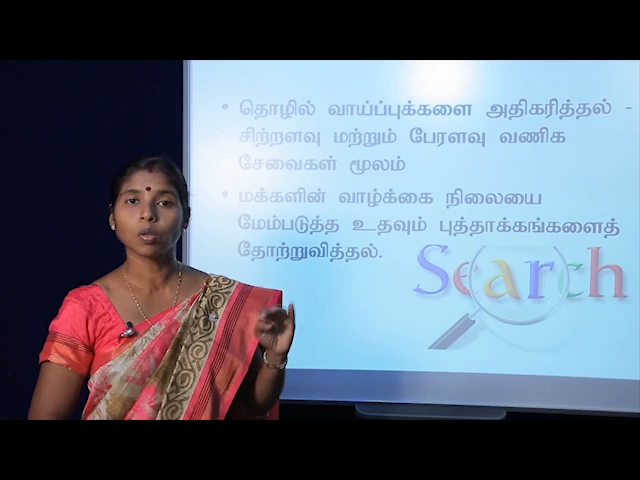 • தொழில் வாய்ப்புக்களை அதிகரித்தல் -
சிற்றளவு மற்றும் பேரளவு வணிக
சேவைகள் மூலம்
• மக்களின் வாழ்க்கை நிலையை
மேம்படுத்த உதவும் புத்தாக்கங்களைத்
தோற்றுவித்தல்.
Search